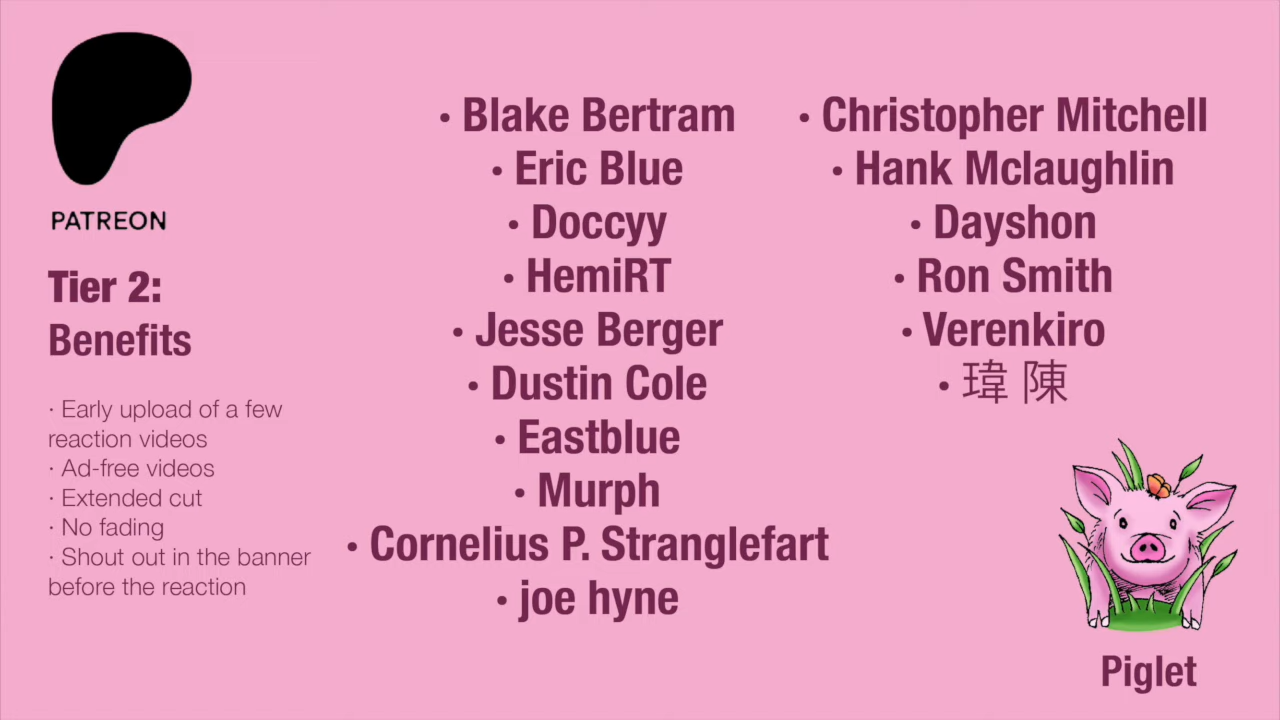 PATREON
Tier 2:
Benefits
· Early upload of a few
reaction videos
· Ad-free videos
· Extended cut
· No fading
· Shout out in the banner
before the reaction
• Blake Bertram
• Eric Blue
• Doccyy
• HemiRT
• Jesse Berger
• Dustin Cole
• Eastblue
• Murph
• Cornelius P. Stranglefart
• joe hyne
• Christopher Mitchell
• Hank Mclaughlin
• Dayshon
• Ron Smith
• Verenkiro
• 瑋 陳
Piglet